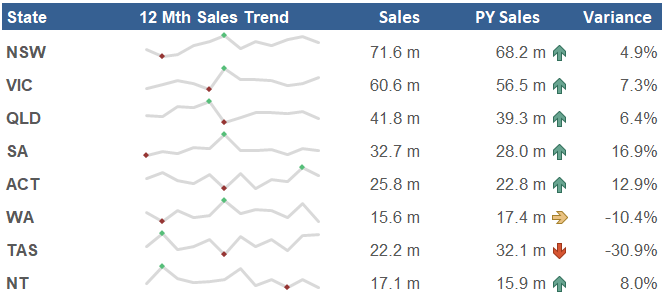 State 12 Mth Sales Trend Sales PY Sales Variance
NSW 71.6 m 68.2 m 4.9%
VIC 60.6 m 56.5 m 7.3%
QLD 41.8 m 39.3 m 6.4%
SA 32.7 m 28.0 m 16.9%
ACT 25.8 m 22.8 m 12.9%
WA 15.6 m 17.4 m -10.4%
TAS 22.2 m 32.1 m -30.9%
NT 17.1 m 15.9 m 8.0%